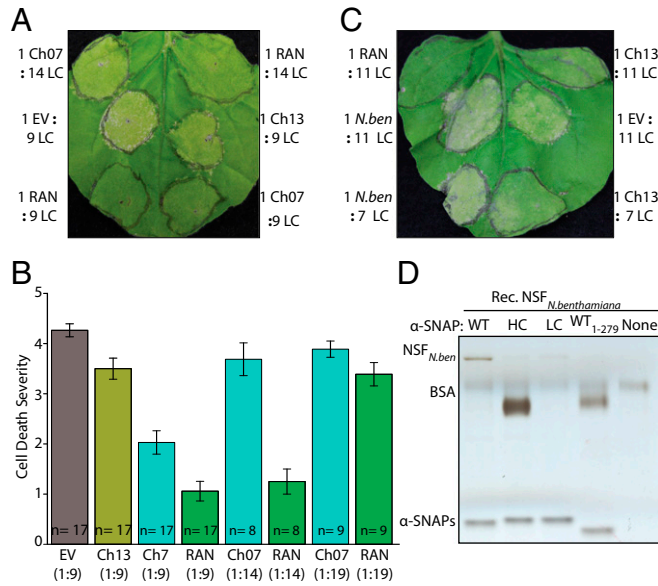 A
1 Ch07
: 14 LC
1 EV :
9 LC
1 RAN
: 9 LC
1 RAN
: 14 LC
1 Ch13
: 9 LC
1 Ch07
: 9 LC
C
1 RAN
: 11 LC
1 N.ben
: 11 LC
1 N.ben
: 7 LC
1 Ch13
: 11 LC
1 EV :
11 LC
1 Ch13
: 7 LC
B
Cell Death Severity
5
4
3
2
1
0
n= 17 n= 17 n= 17 n= 17 n= 8 n= 8 n= 9 n= 9
EV Ch13 Ch7 RAN Ch07 RAN Ch07 RAN
(1:9) (1:9) (1:9) (1:9) (1:14) (1:14) (1:19) (1:19)
D
Rec. NSF N.benthamiana
α-SNAP: WT HC LC WT 1-279 None
NSF N.ben
BSA
α-SNAPs